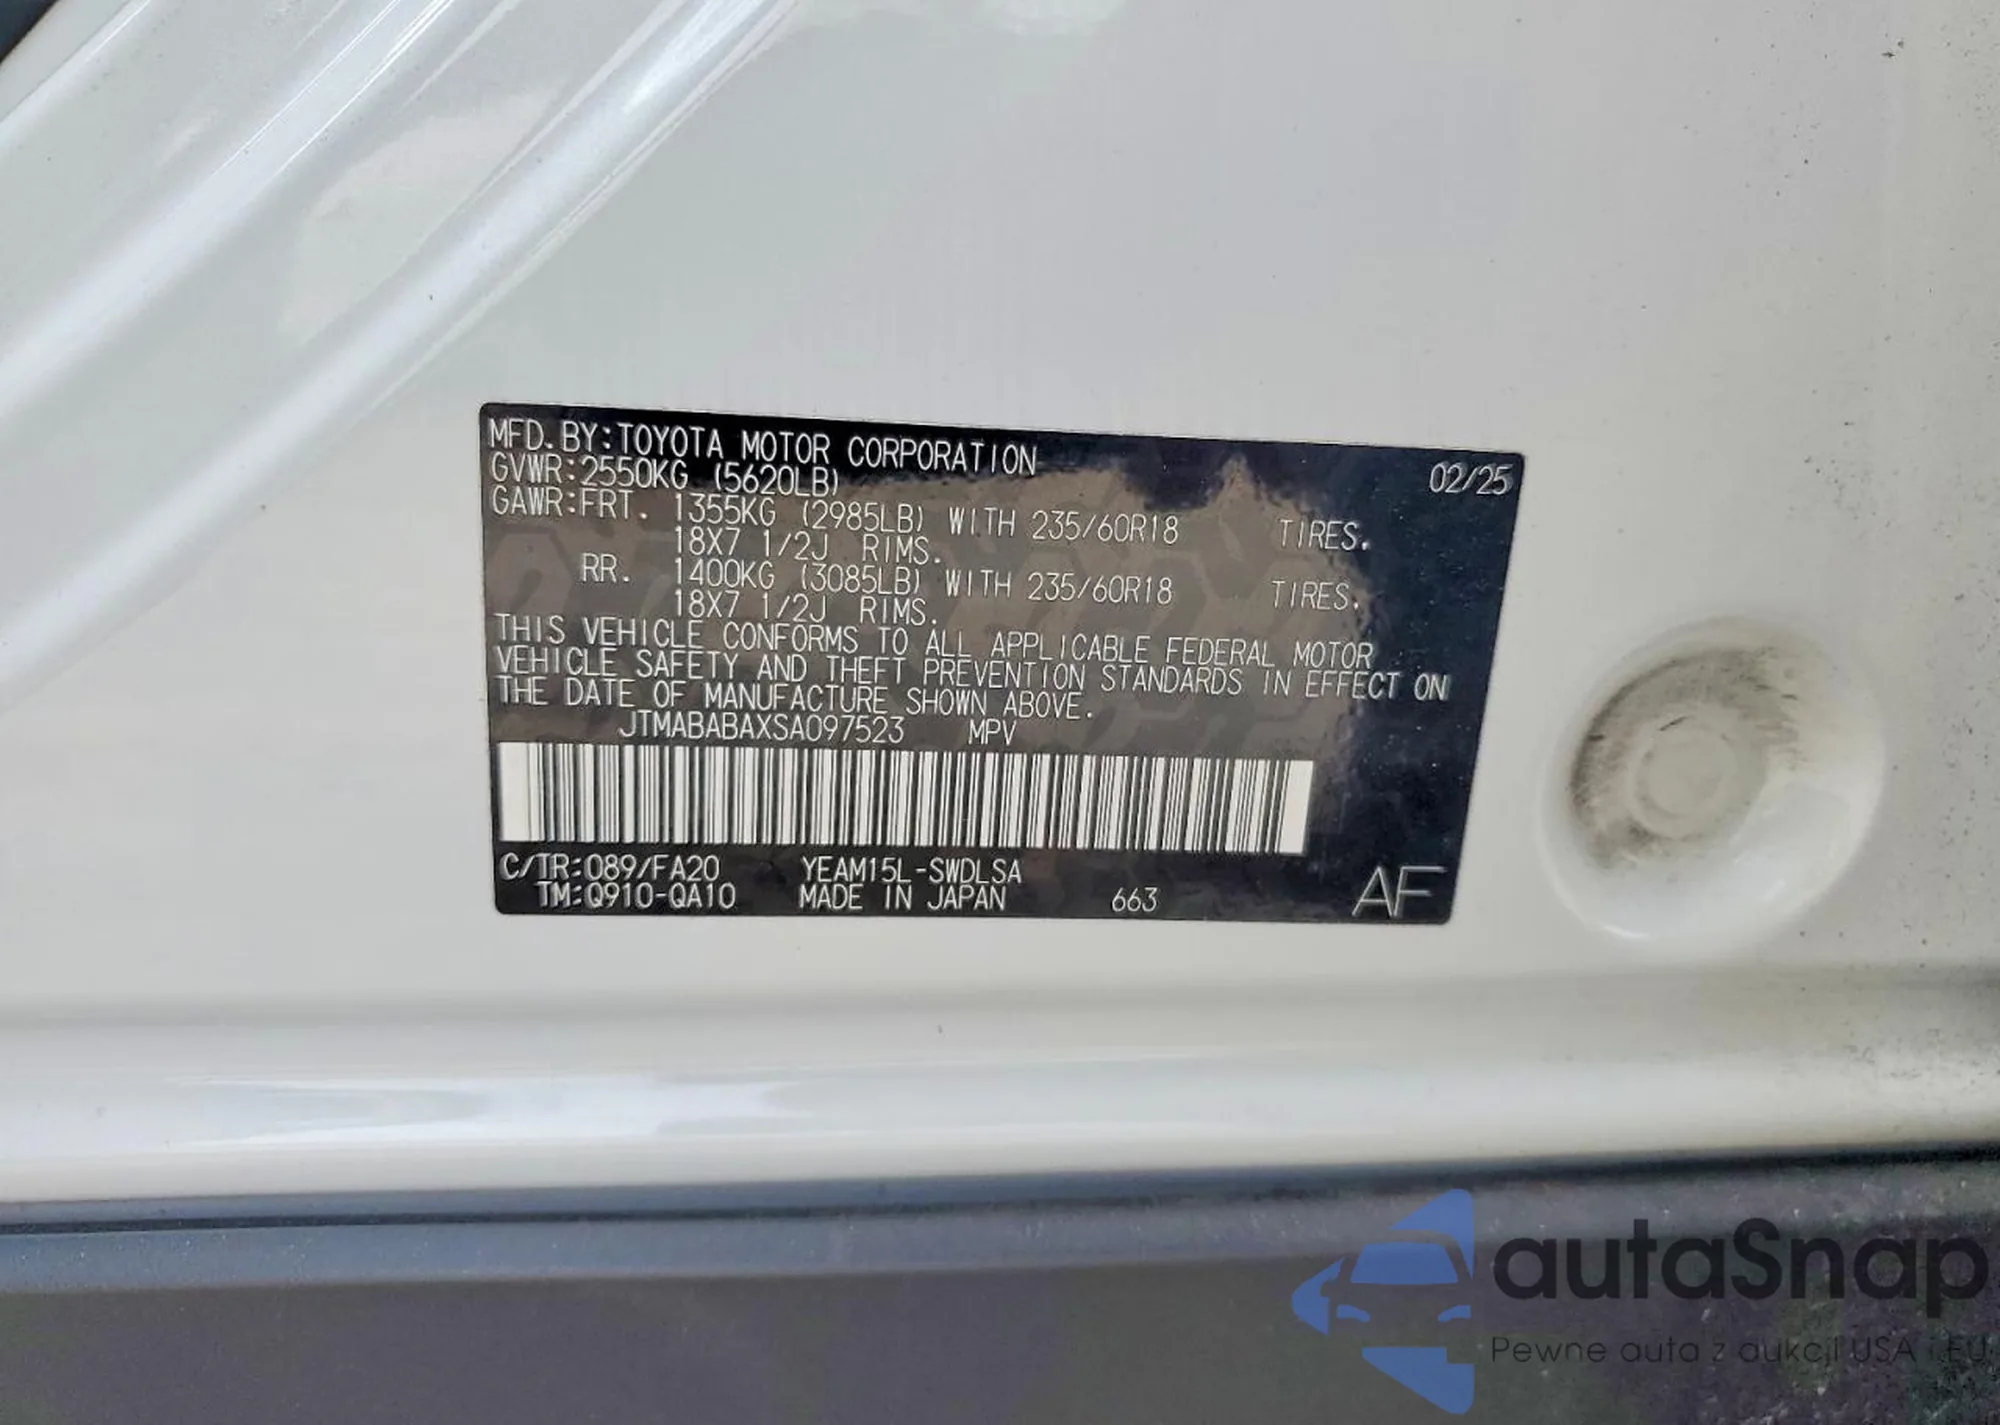 MFD. BY:TOYOTA MOTOR CORPORATION 02/25
GVWR:2550KG (5620LB)
GAWR:FRT. 1355KG (2985LB) WITH 235/60R18 TIRES.
18X7 1/2J RIMS.
RR. 1400KG (3085LB) WITH 235/60R18 TIRES.
18X7 1/2J RIMS.
THIS VEHICLE CONFORMS TO ALL APPLICABLE FEDERAL MOTOR
VEHICLE SAFETY AND THEFT PREVENTION STANDARDS IN EFFECT ON
THE DATE OF MANUFACTURE SHOWN ABOVE.
JTMABABAXSA097523 MPV
C/TR:089/FA20 YEAM15L-SWDLSA
TM:Q910-QA10 MADE IN JAPAN 663 AF
autaSnap
Pewne auta z aukcji USA i EU